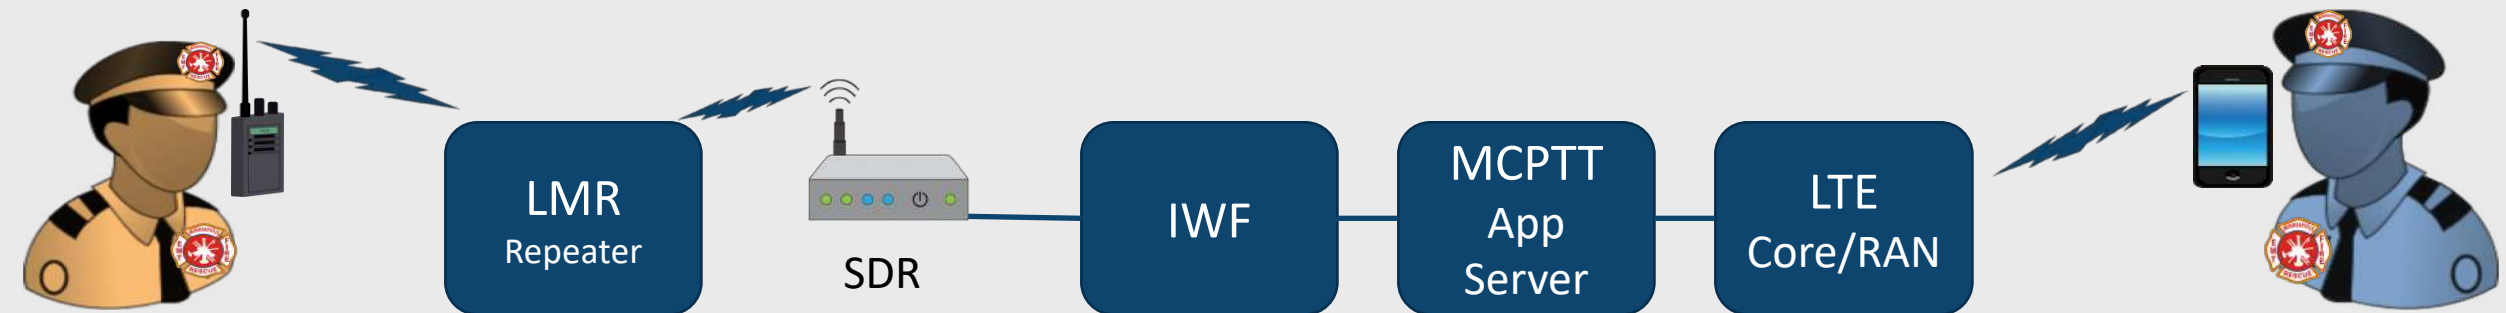 LMR
Repeater
SDR
IWF
MCPTT
App
Server
LTE
Core/RAN